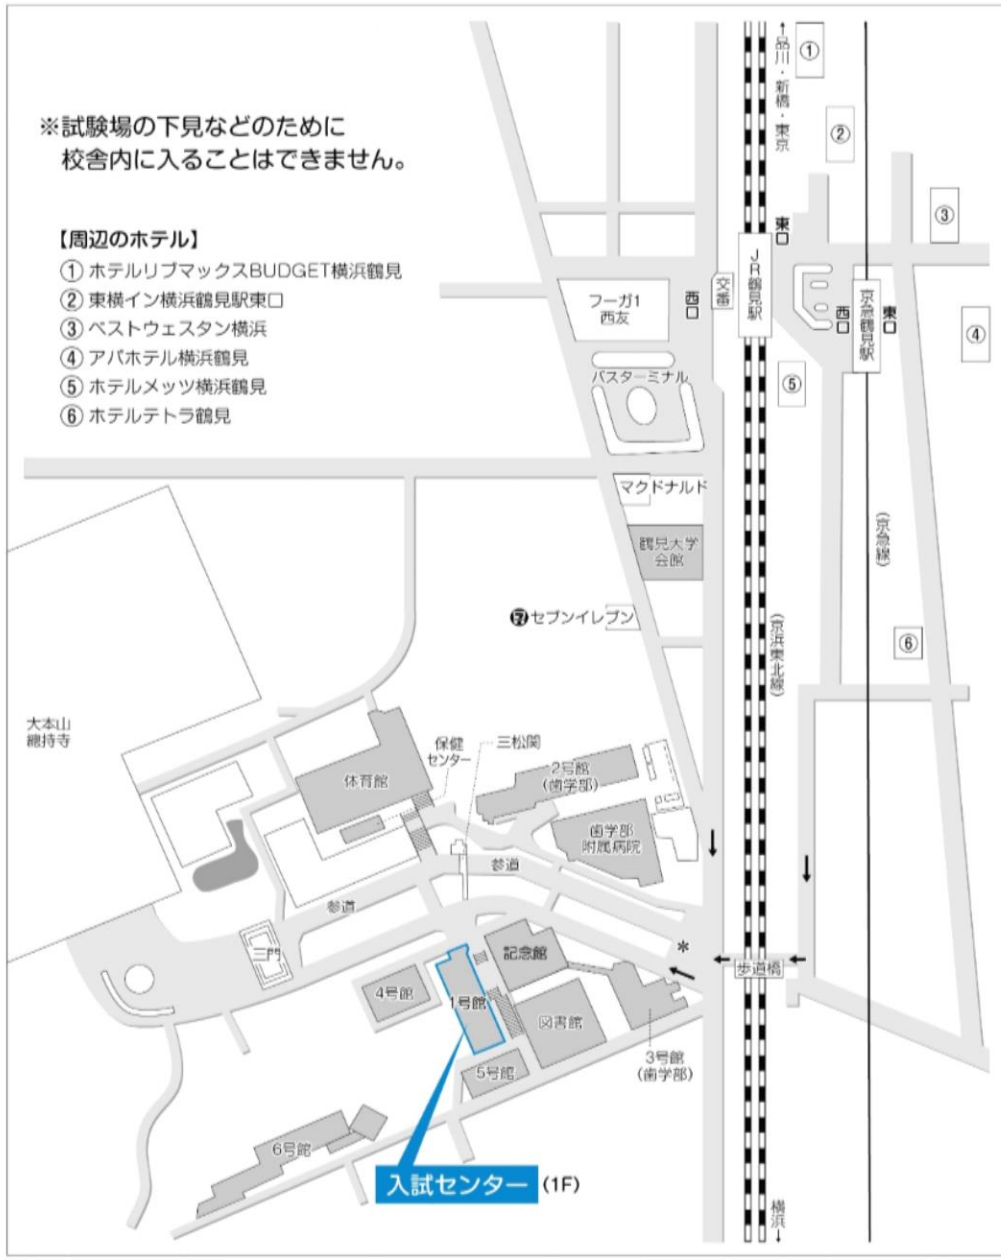 ※試験場の下見などのために
校舎内に入ることはできません。
【周辺のホテル】
① ホテルリブマックスBUDGET横浜鶴見
② 東横イン横浜鶴見駅東口
③ ベストウェスタン横浜
④ アパホテル横浜鶴見
⑤ ホテルメッツ横浜鶴見
⑥ ホテルテトラ鶴見
←品川・新橋・東京
①
②
③
東口
JR鶴見駅
交番
西口
フーガ1
西友
西口
京急鶴見駅
東口
④
⑤
バスターミナル
マクドナルド
鶴見大学
会館
(京急線)
セブンイレブン
(京浜東北線)
⑥
大本山
總持寺
保健
センター
三松関
体育館
2号館
(歯学部)
歯学部
附属病院
参道
参道
三門
*
歩道橋
記念館
4号館
1号館
図書館
3号館
(歯学部)
5号館
6号館
入試センター (1F)
横浜→